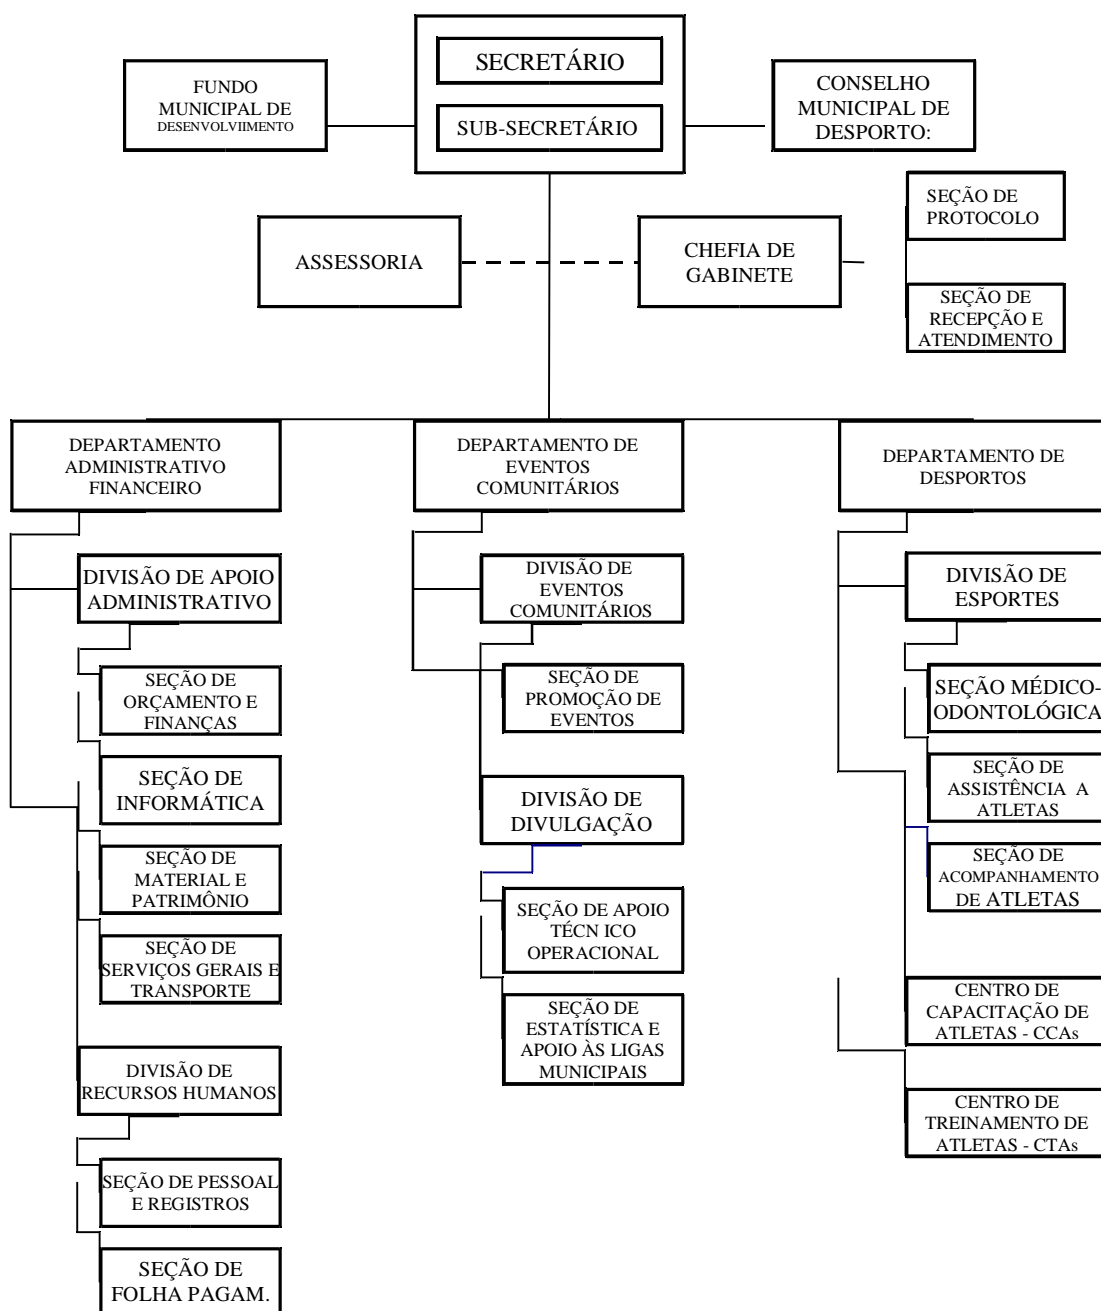 SECRETÁRIO
SUB-SECRETÁRIO
FUNDO
MUNICIPAL DE
DESENVOLVIIMENTO
CONSELHO
MUNICIPAL DE
DESPORTO:
ASSESSORIA
CHEFIA DE
GABINETE
SEÇÃO DE
PROTOCOLO
SEÇÃO DE
RECEPÇÃO E
ATENDIMENTO
DEPARTAMENTO
ADMINISTRATIVO
FINANCEIRO
DIVISÃO DE APOIO
ADMINISTRATIVO
SEÇÃO DE
ORÇAMENTO E
FINANÇAS
SEÇÃO DE
INFORMÁTICA
SEÇÃO DE
MATERIAL E
PATRIMÔNIO
SEÇÃO DE
SERVIÇOS GERAIS E
TRANSPORTE
DIVISÃO DE
RECURSOS HUMANOS
SEÇÃO DE PESSOAL
E REGISTROS
SEÇÃO DE
FOLHA PAGAM.
DEPARTAMENTO DE
EVENTOS
COMUNITÁRIOS
DIVISÃO DE
EVENTOS
COMUNITÁRIOS
SEÇÃO DE
PROMOÇÃO DE
EVENTOS
DIVISÃO DE
DIVULGAÇÃO
SEÇÃO DE APOIO
TÉCN ICO
OPERACIONAL
SEÇÃO DE
ESTATÍSTICA E
APOIO ÀS LIGAS
MUNICIPAIS
DEPARTAMENTO DE
DESPORTOS
DIVISÃO DE
ESPORTES
SEÇÃO MÉDICO-
ODONTOLÓGICA
SEÇÃO DE
ASSISTÊNCIA A
ATLETAS
SEÇÃO DE
ACOMPANHAMENTO
DE ATLETAS
CENTRO DE
CAPACITAÇÃO DE
ATLETAS - CCAs
CENTRO DE
TREINAMENTO DE
ATLETAS - CTAs